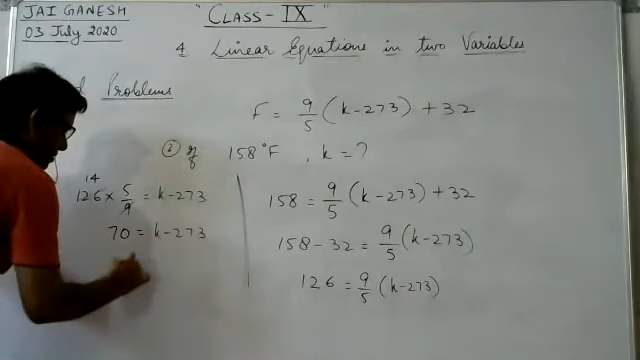 JAI GANESH
03 July 2020
"CLASS-IX"
4 Linear Equations in two Variables
Problems
F = 9/5 (k-273) + 32
② If 158°F, k = ?
14
126 × 5/9 = k-273
70 = k-273
158 = 9/5 (k-273) + 32
158 - 32 = 9/5 (k-273)
126 = 9/5 (k-273)